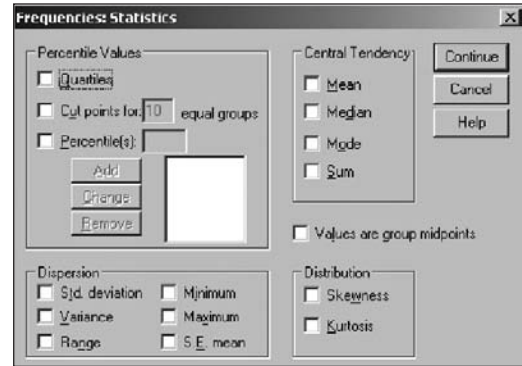 Frequencies: Statistics
Percentile Values
Quartiles
Cut points for: 10 equal groups
Percentile(s):
Add
Change
Remove
Central Tendency
Mean
Median
Mode
Sum
Continue
Cancel
Help
Values are group midpoints
Dispersion
Std. deviation
Minimum
Variance
Maximum
Range
S.E. mean
Distribution
Skewness
Kurtosis